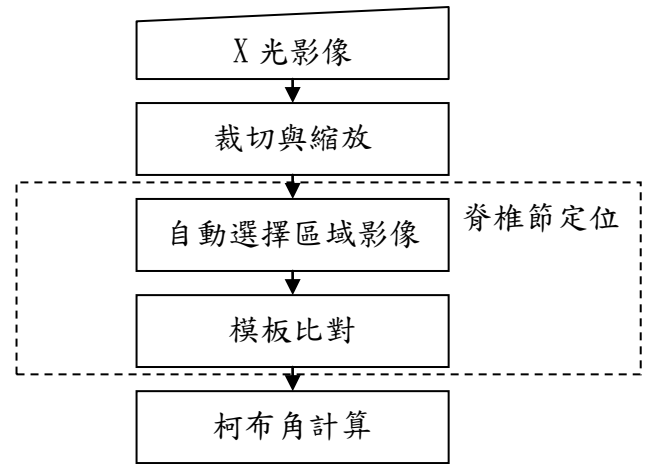 X 光影像
裁切與縮放
自動選擇區域影像
脊椎節定位
模板比對
柯布角計算